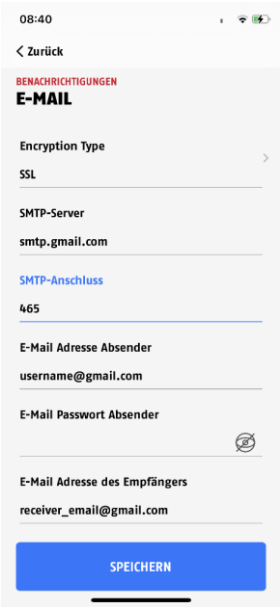 08:40
Zurück
BENACHRICHTIGUNGEN
E-MAIL
Encryption Type
SSL
SMTP-Server
smtp.gmail.com
SMTP-Anschluss
465
E-Mail Adresse Absender
username@gmail.com
E-Mail Passwort Absender
E-Mail Adresse des Empfängers
receiver_email@gmail.com
SPEICHERN